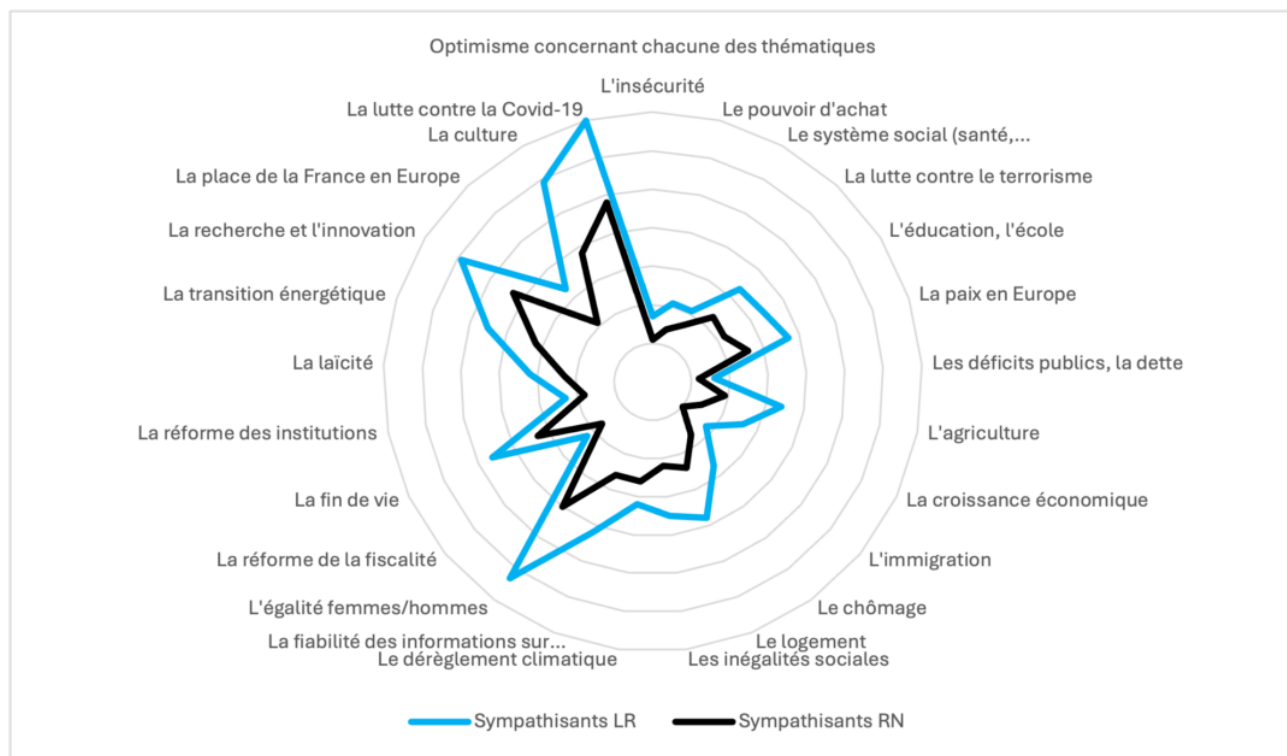 Optimisme concernant chacune des thématiques
L'insécurité
Le pouvoir d'achat
Le système social (santé,...
La lutte contre le terrorisme
L'éducation, l'école
La paix en Europe
Les déficits publics, la dette
L'agriculture
La croissance économique
L'immigration
Le chômage
Le logement
Les inégalités sociales
Le dérèglement climatique
La fiabilité des informations sur...
L'égalité femmes/hommes
La réforme de la fiscalité
La fin de vie
La réforme des institutions
La laïcité
La transition énergétique
La recherche et l'innovation
La place de la France en Europe
La culture
La lutte contre la Covid-19
Sympathisants LR
Sympathisants RN